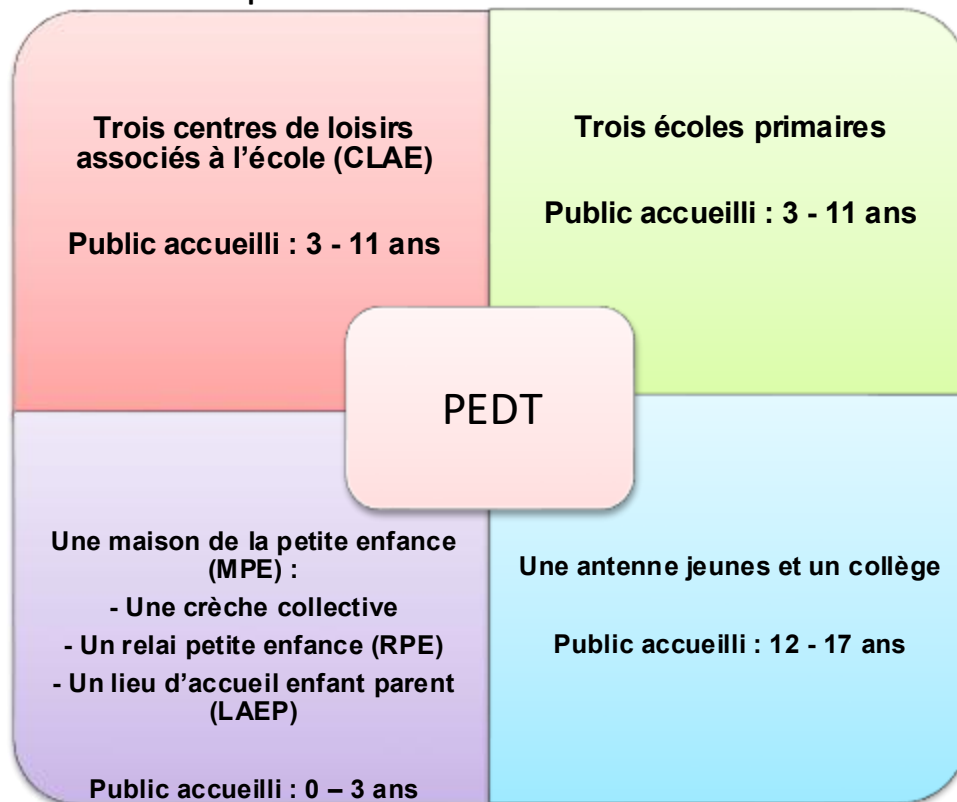 Trois centres de loisirs
associés à l’école (CLAE)
Public accueilli : 3 - 11 ans
Trois écoles primaires
Public accueilli : 3 - 11 ans
PEDT
Une maison de la petite enfance
(MPE) :
- Une crèche collective
- Un relai petite enfance (RPE)
- Un lieu d’accueil enfant parent
(LAEP)
Public accueilli : 0 – 3 ans
Une antenne jeunes et un collège
Public accueilli : 12 - 17 ans